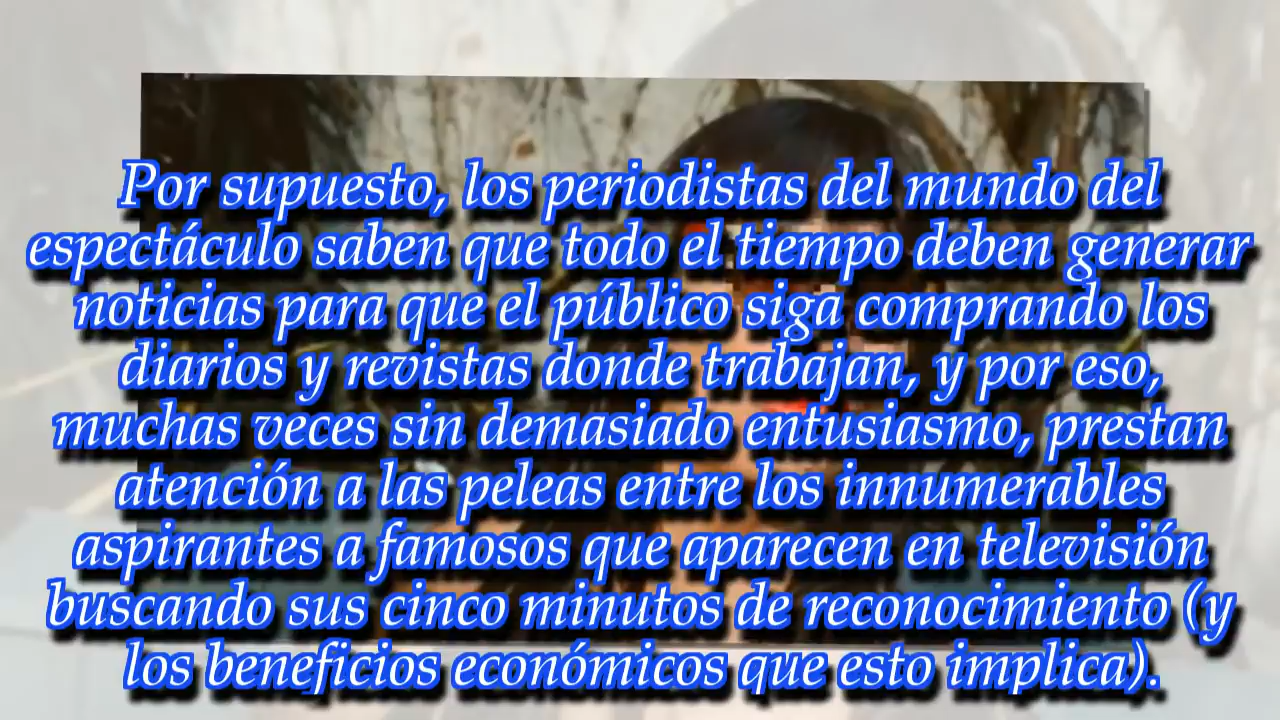 Por supuesto, los periodistas del mundo del
espectáculo saben que todo el tiempo deben generar
noticias para que el público siga comprando los
diarios y revistas donde trabajan, y por eso,
muchas veces sin demasiado entusiasmo, prestan
atención a las peleas entre los innumerables
aspirantes a famosos que aparecen en televisión
buscando sus cinco minutos de reconocimiento (y
los beneficios económicos que esto implica).